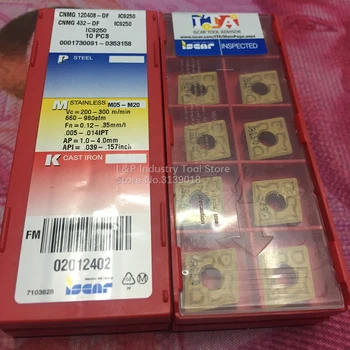 CNMG 120408-DF IC9250
CNMG 432-DF IC9250
IC9250
10 PCS
0001730091-0353158
P STEEL
M STAINLESS M05-M20
Vc = 200 - 300 m/min
660-980sfm
Fn = 0.12-.35mm/t
.005 - .014IPT
AP = 1.0-4.0mm
API = .039-.157inch
K CAST IRON
FM
02012402
7103628
iscar
ITA
ISCAR TOOL ADVISOR
iscar INSPECTED
L&P Industry Tool Store
Store No: 3139018